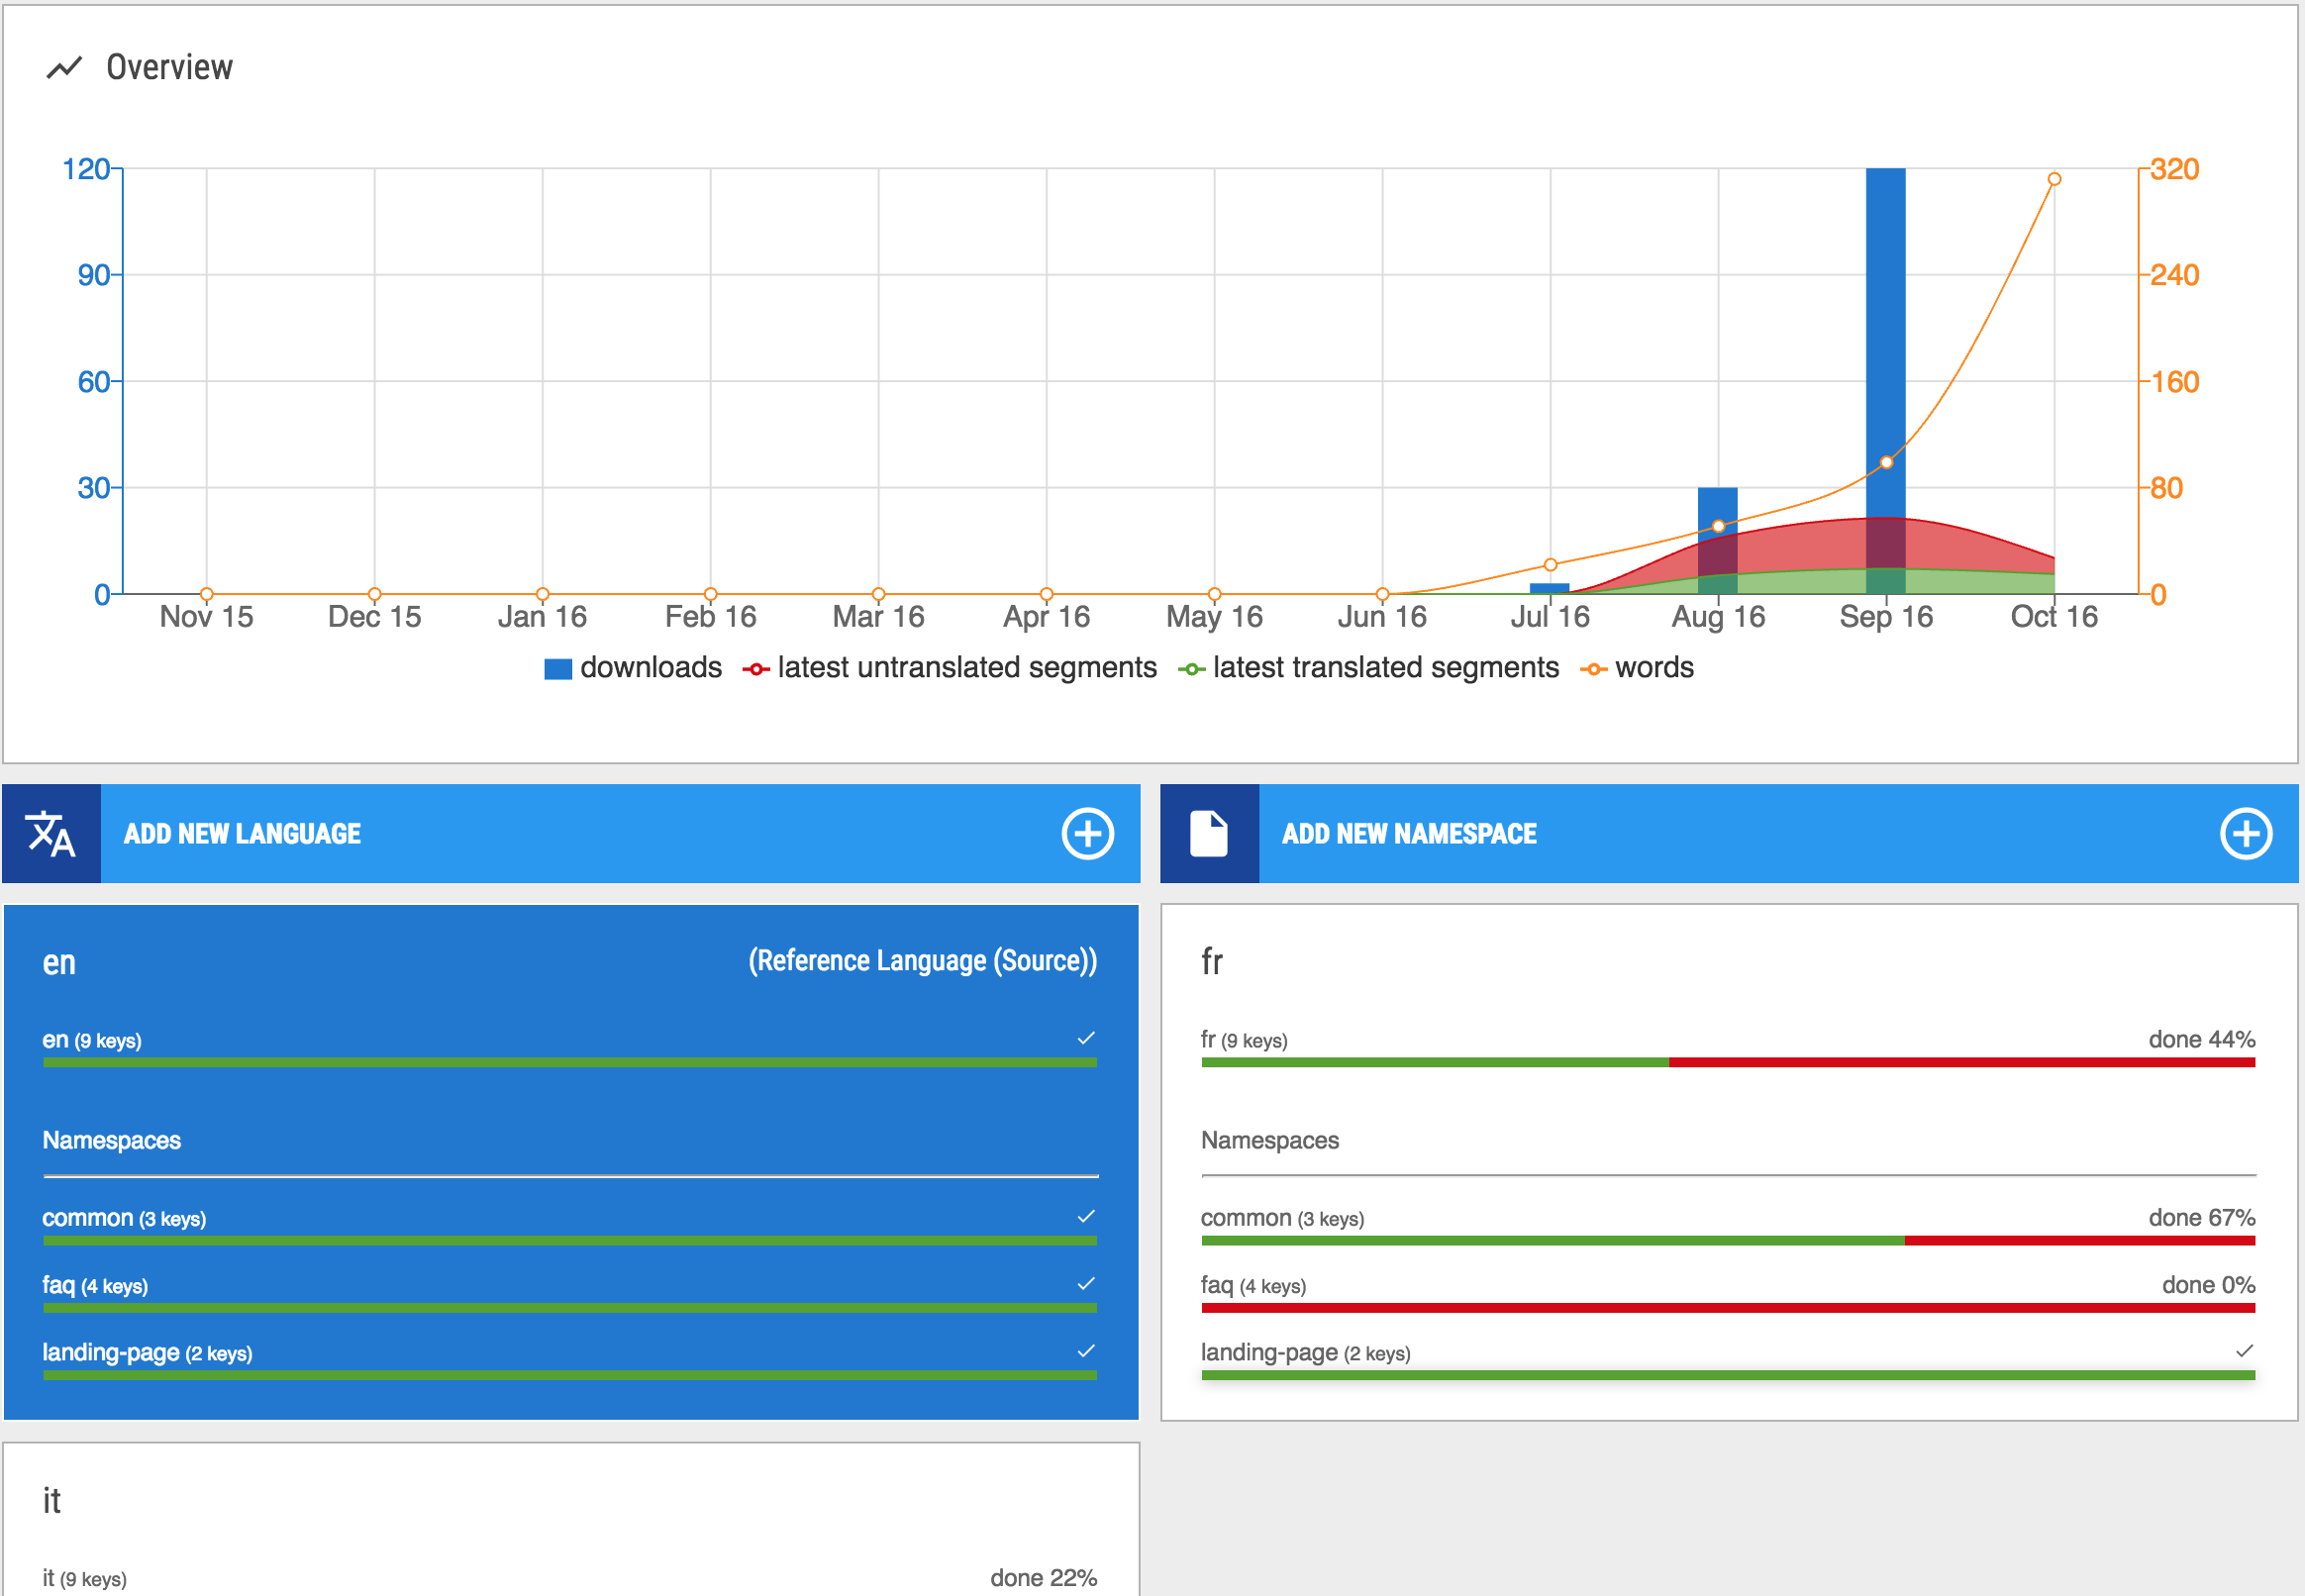 Overview
120
320
90
240
60
160
30
80
0
0
Nov 15 Dec 15 Jan 16 Feb 16 Mar 16 Apr 16 May 16 Jun 16 Jul 16 Aug 16 Sep 16 Oct 16
downloads latest untranslated segments latest translated segments words
ADD NEW LANGUAGE
ADD NEW NAMESPACE
en (Reference Language (Source))
en (9 keys)
Namespaces
common (3 keys)
faq (4 keys)
landing-page (2 keys)
fr
fr (9 keys) done 44%
Namespaces
common (3 keys) done 67%
faq (4 keys) done 0%
landing-page (2 keys)
it
it (9 keys) done 22%